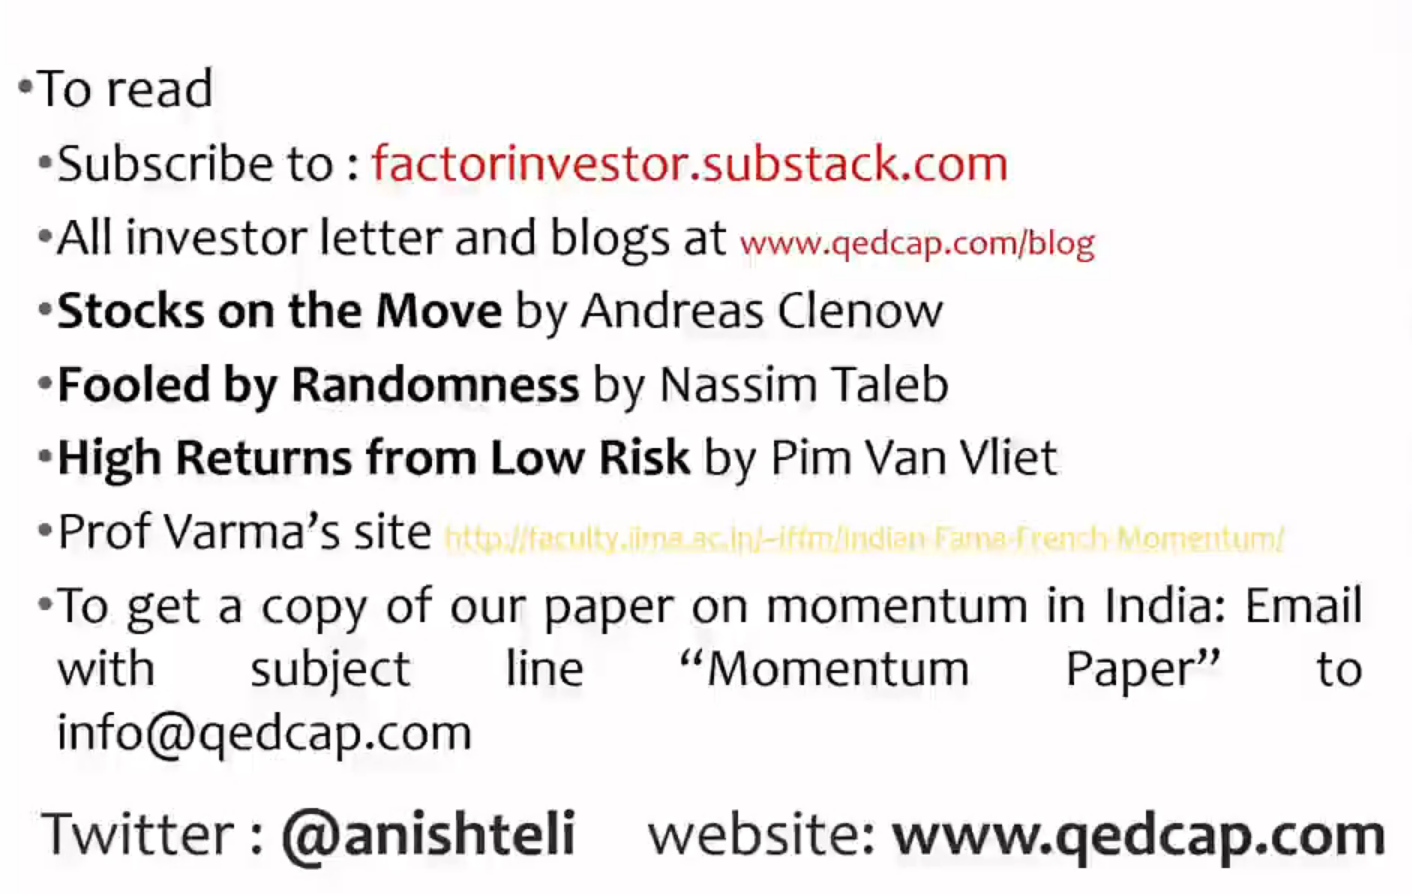 •To read
•Subscribe to : factorinvestor.substack.com
•All investor letter and blogs at www.qedcap.com/blog
•Stocks on the Move by Andreas Clenow
•Fooled by Randomness by Nassim Taleb
•High Returns from Low Risk by Pim Van Vliet
•Prof Varma’s site http://faculty.iima.ac.in/~iffm/Indian-Fama-French-Momentum/
•To get a copy of our paper on momentum in India: Email
with subject line “Momentum Paper” to
info@qedcap.com
Twitter : @anishteli website: www.qedcap.com